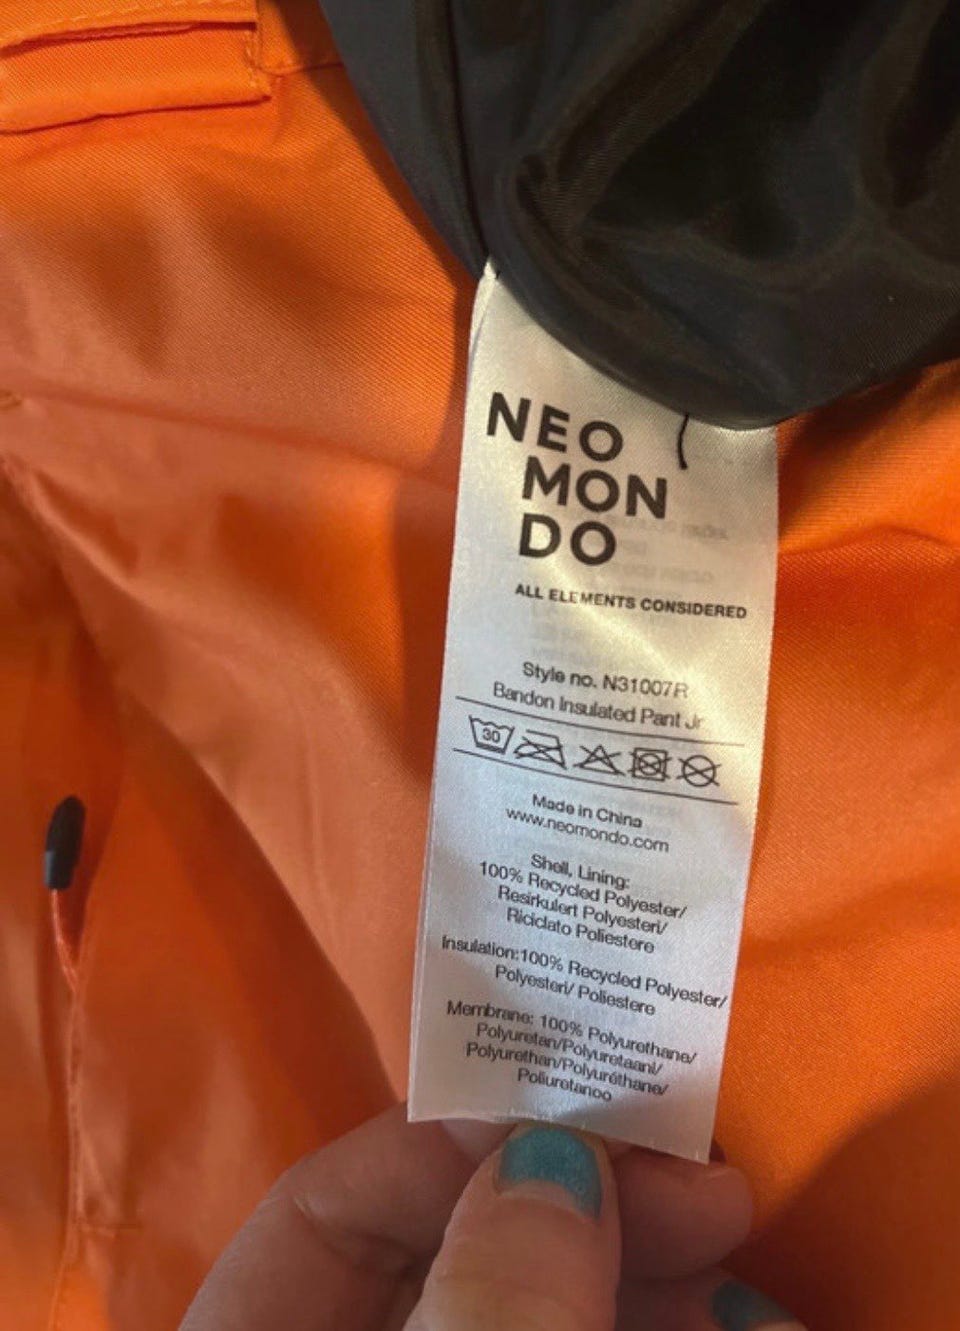 NEO
MON
DO
ALL ELEMENTS CONSIDERED
Style no. N31007R
Bandon Insulated Pant Jr
30
Made in China
www.neomondo.com
Shell, Lining:
100% Recycled Polyester/
Resirkulert Polyesteri/
Riciclato Poliestere
Insulation:100% Recycled Polyester/
Polyesteri/ Poliestere
Membrane: 100% Polyurethane/
Polyuretan/Polyuretaani/
Polyurethan/Polyuréthane/
Poliuretanoo